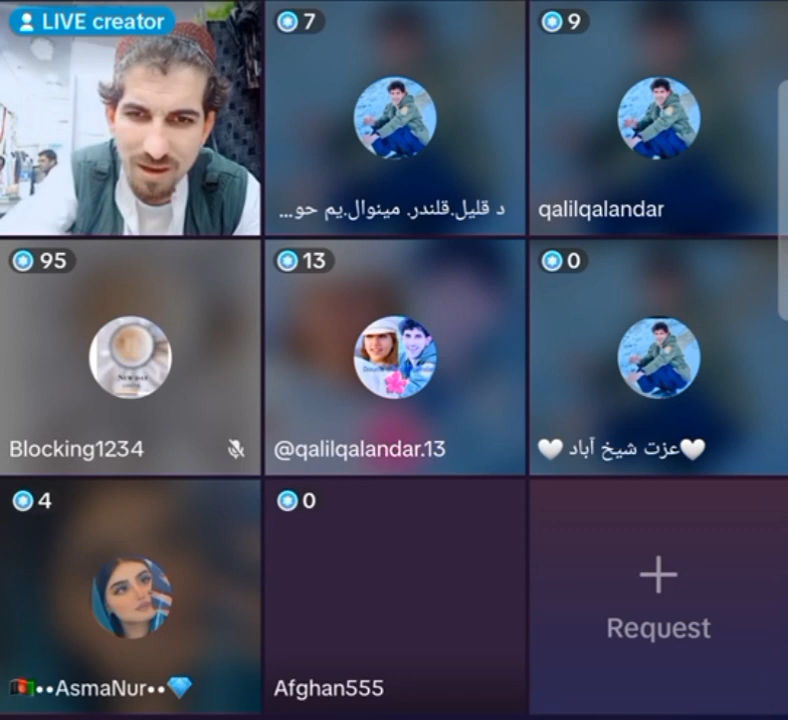 LIVE creator
7
9
د قلیل.قلندر. مینوال.یم حو...
qalilqalandar
95
13
0
Blocking1234
@qalilqalandar.13
🤍عزت شیخ آباد 🤍
4
0
🇦🇫••AsmaNur••💎
Afghan555
+
Request